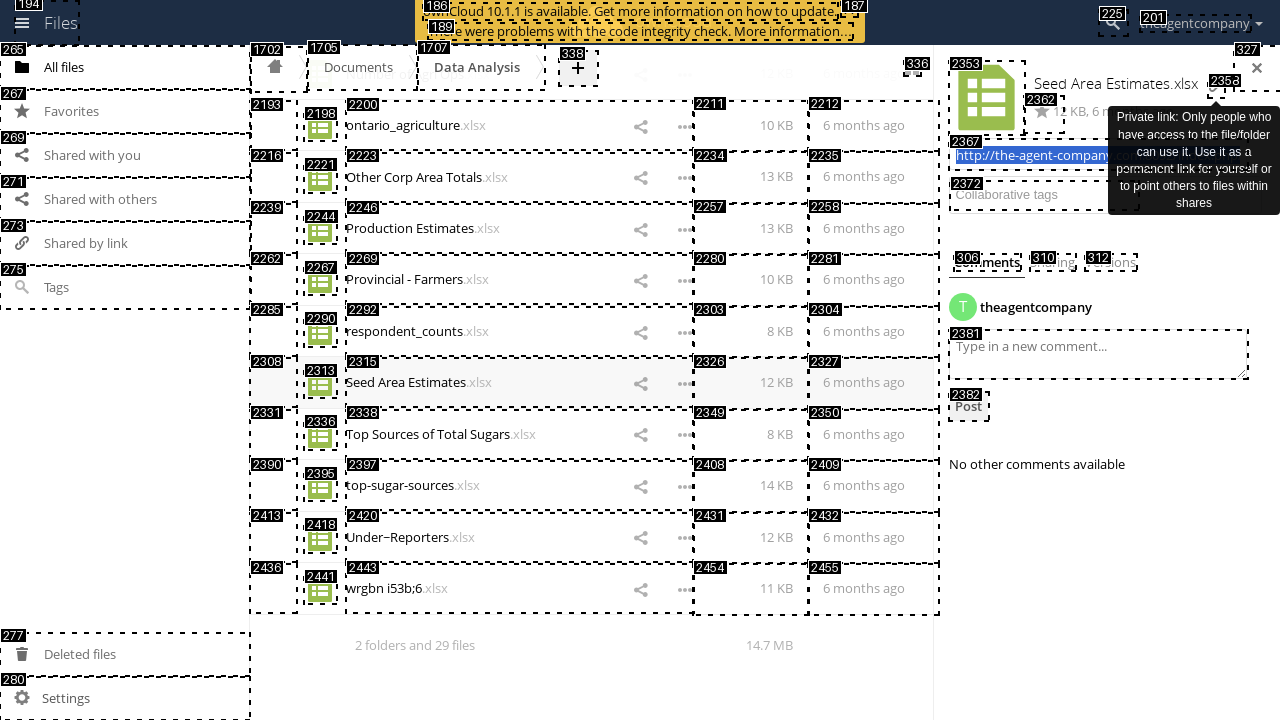 194
Files
186
ownCloud 10.1.1 is available. Get more information on how to update.
187
189
There were problems with the code integrity check. More information…
225
201
theagentcompany
265
All files
267
Favorites
269
Shared with you
271
Shared with others
273
Shared by link
275
Tags
277
Deleted files
280
Settings
1702
1705
Documents
1707
Data Analysis
338
+
336
2193
2198
2200
ontario_agriculture.xlsx
2211
10 KB
2212
6 months ago
2216
2221
2223
Other Corp Area Totals.xlsx
2234
13 KB
2235
6 months ago
2239
2244
2246
Production Estimates.xlsx
2257
13 KB
2258
6 months ago
2262
2267
2269
Provincial - Farmers.xlsx
2280
10 KB
2281
6 months ago
2285
2290
2292
respondent_counts.xlsx
2303
8 KB
2304
6 months ago
2308
2313
2315
Seed Area Estimates.xlsx
2326
12 KB
2327
6 months ago
2331
2336
2338
Top Sources of Total Sugars.xlsx
2349
8 KB
2350
6 months ago
2390
2395
2397
top-sugar-sources.xlsx
2408
14 KB
2409
6 months ago
2413
2418
2420
Under~Reporters.xlsx
2431
12 KB
2432
6 months ago
2436
2441
2443
wrgbn i53b;6.xlsx
2454
11 KB
2455
6 months ago
2 folders and 29 files
14.7 MB
327
2353
Seed Area Estimates.xlsx
2358
2362
12 KB, 6 m
Private link: Only people who
have access to the file/folder
can use it. Use it as a
permanent link for yourself or
to point others to files within
shares
2367
http://the-agent-company
2372
Collaborative tags
306
Comments
310
Sharing
312
Versions
T
theagentcompany
2381
Type in a new comment...
2382
Post
No other comments available